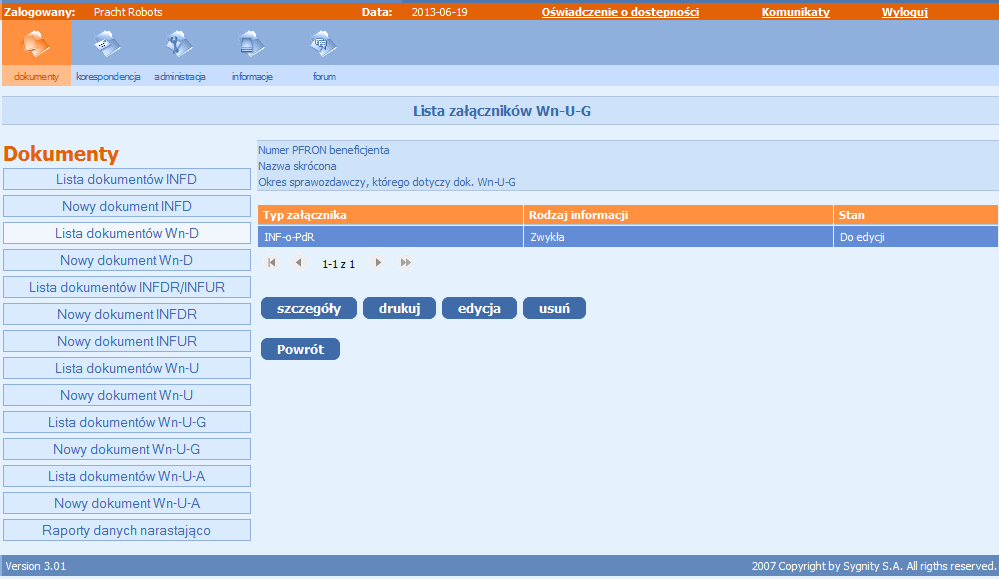 Zalogowany: Pracht Robots Data: 2013-06-19 Oświadczenie o dostępności Komunikaty Wyloguj
dokumenty korespondencja administracja informacje forum
Lista załączników Wn-U-G
Dokumenty
Lista dokumentów INFD
Nowy dokument INFD
Lista dokumentów Wn-D
Nowy dokument Wn-D
Lista dokumentów INFDR/INFUR
Nowy dokument INFDR
Nowy dokument INFUR
Lista dokumentów Wn-U
Nowy dokument Wn-U
Lista dokumentów Wn-U-G
Nowy dokument Wn-U-G
Lista dokumentów Wn-U-A
Nowy dokument Wn-U-A
Raporty danych narastająco
Numer PFRON beneficjenta
Nazwa skrócona
Okres sprawozdawczy, którego dotyczy dok. Wn-U-G
Typ załącznika Rodzaj informacji Stan
INF-o-PdR Zwykła Do edycji
1-1 z 1
szczegóły drukuj edycja usuń
Powrót
Version 3.01 2007 Copyright by Sygnity S.A. All rigths reserved.